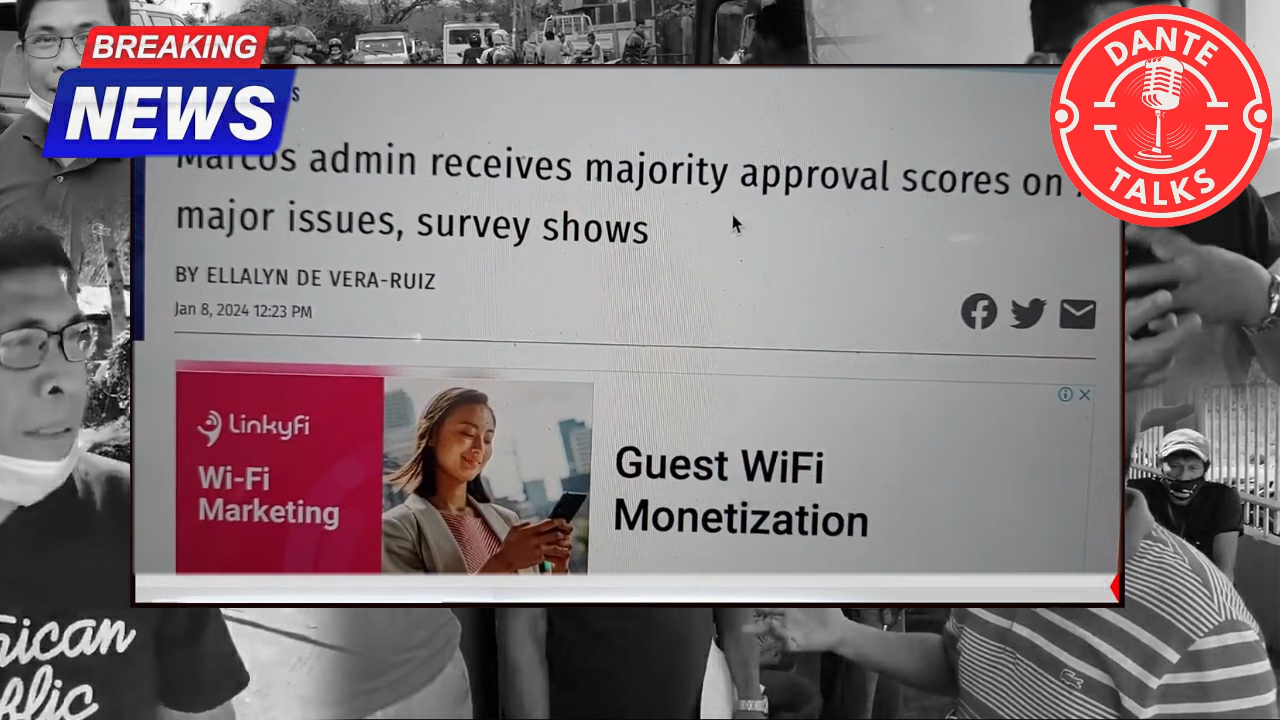 BREAKING
NEWS
DANTE
TALKS
Marcos admin receives majority approval scores on
major issues, survey shows
BY ELLALYN DE VERA-RUIZ
Jan 8, 2024 12:23 PM
Linkyfi
Wi-Fi
Marketing
Guest WiFi
Monetization